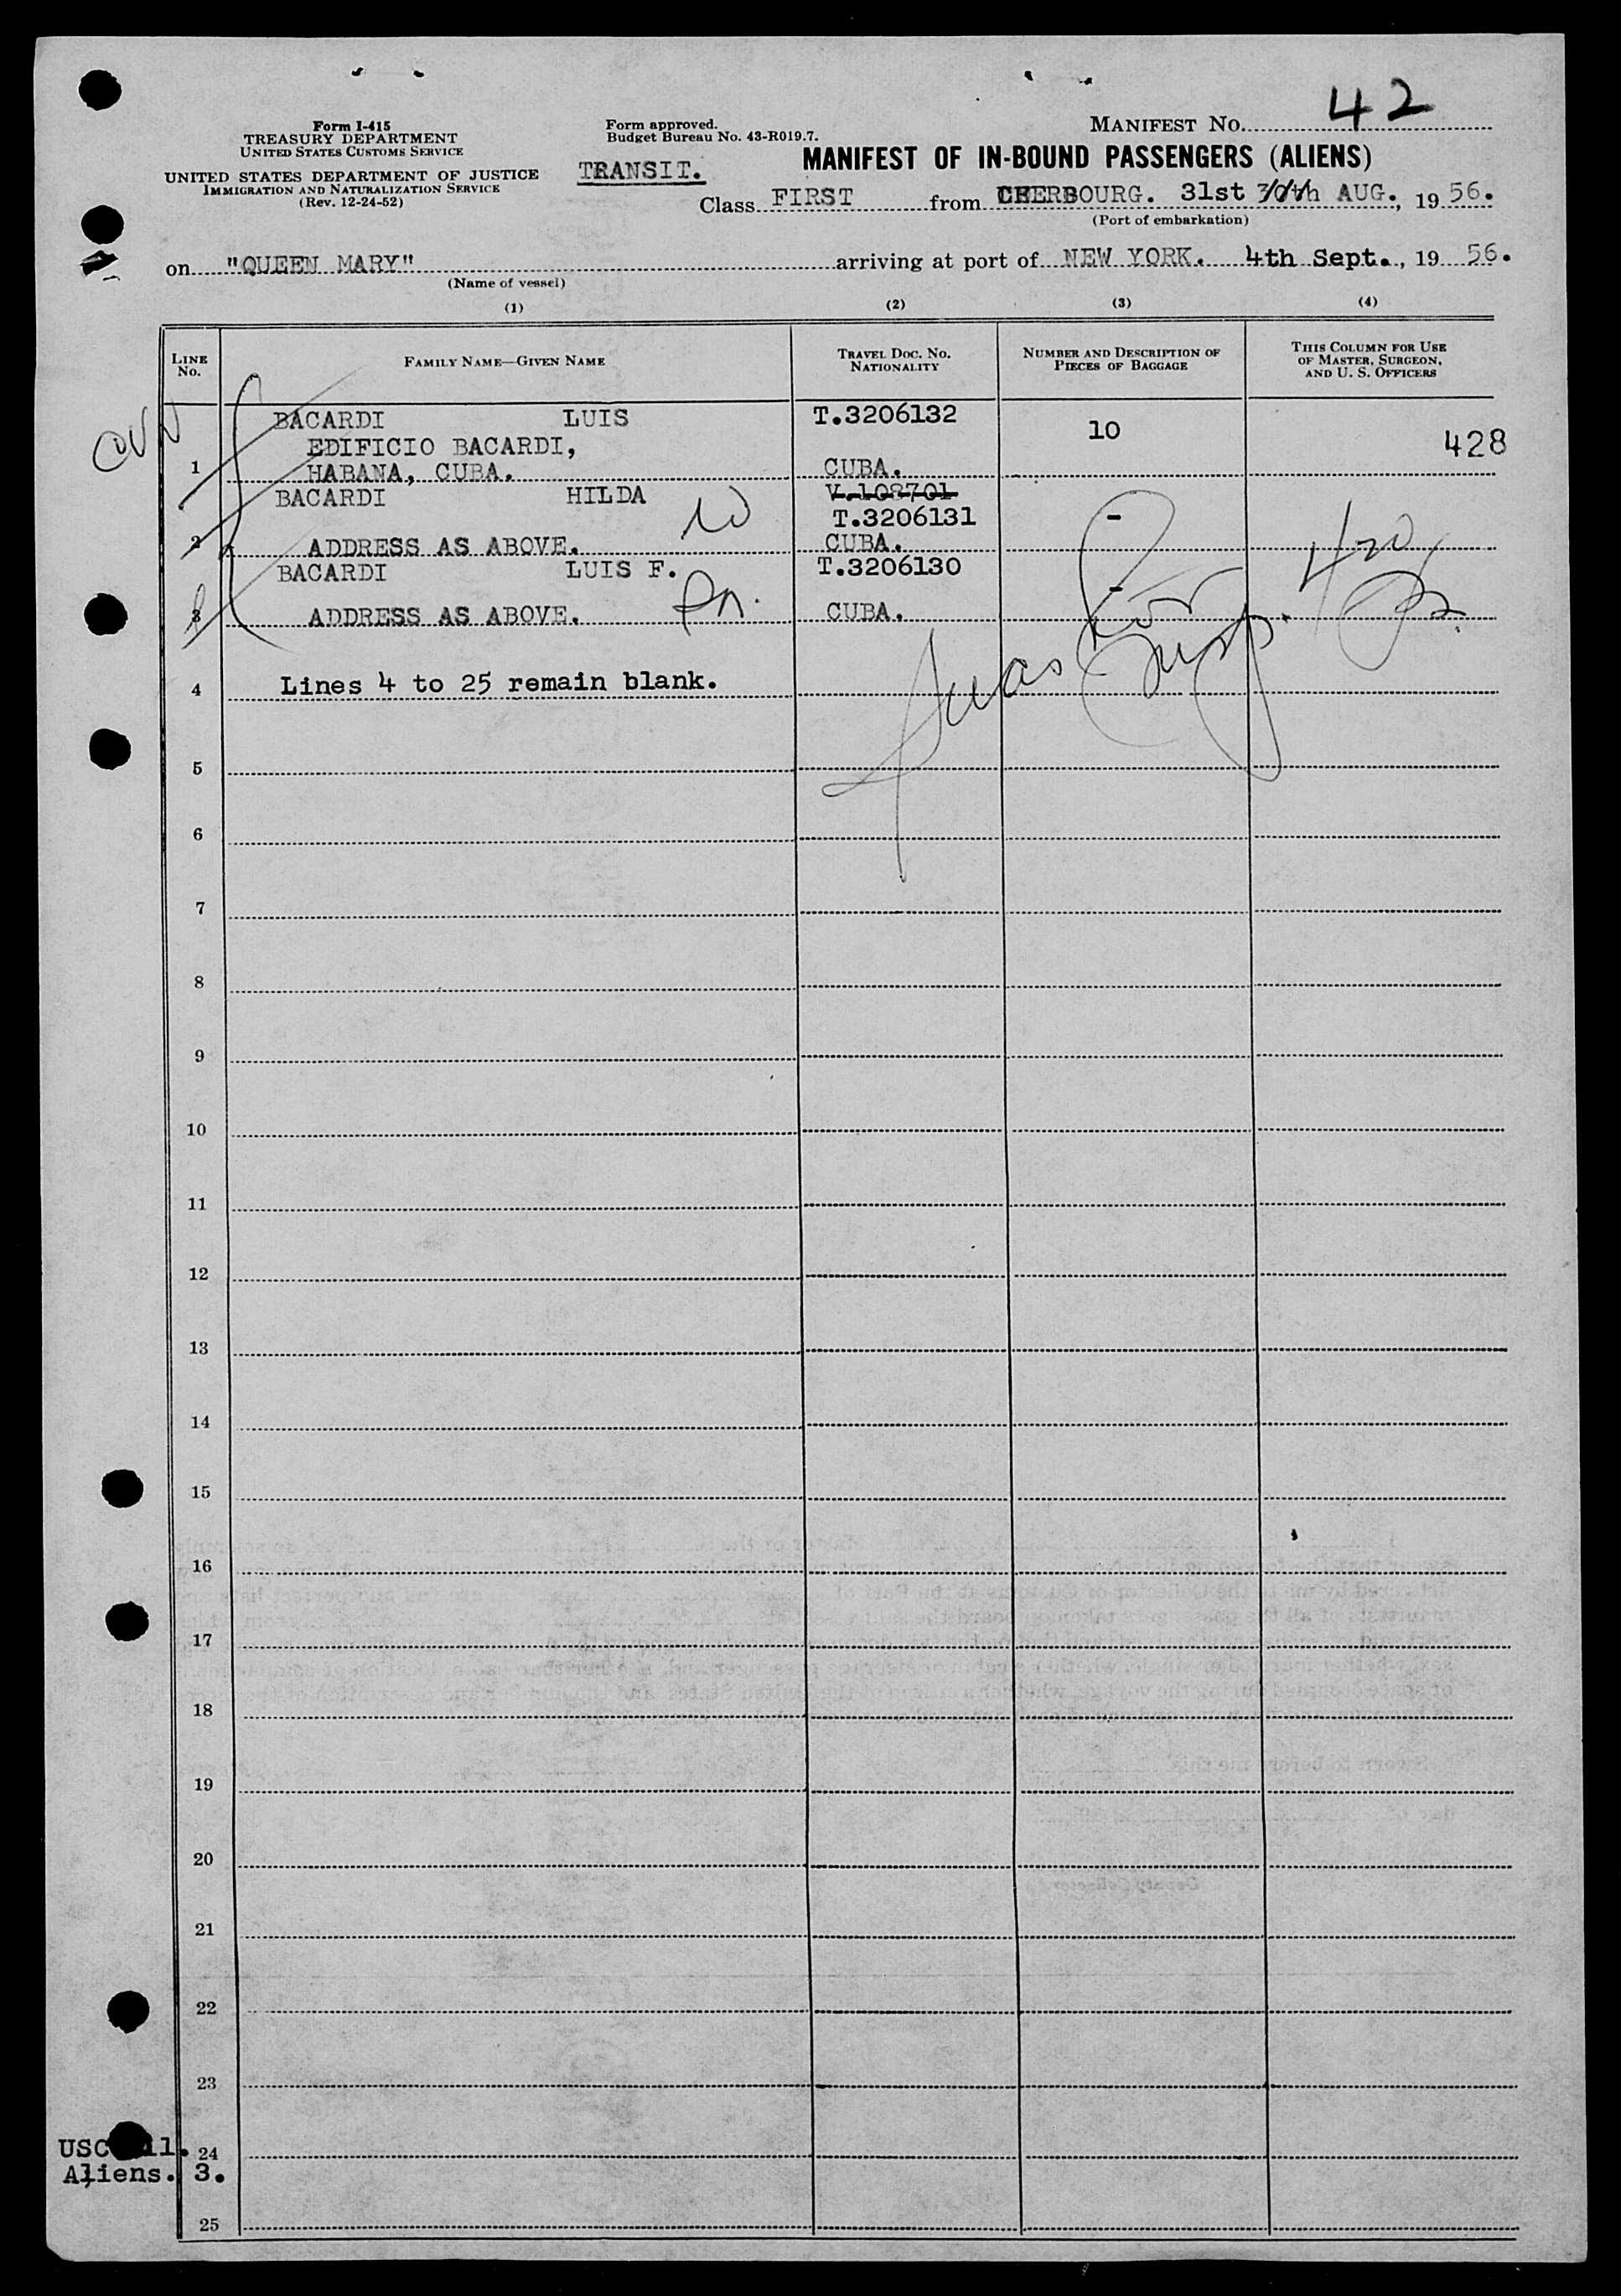 42
Form I-415
TREASURY DEPARTMENT
UNITED STATES CUSTOMS SERVICE
UNITED STATES DEPARTMENT OF JUSTICE
IMMIGRATION AND NATURALIZATION SERVICE
(Rev. 12-24-52)
Form approved.
Budget Bureau No. 43-R019.7.
TRANSIT.
MANIFEST NO.
MANIFEST OF IN-BOUND PASSENGERS (ALIENS)
Class FIRST from CHERBOURG. 31st 30th AUG., 19 56.
(Port of embarkation)
on "QUEEN MARY" arriving at port of NEW YORK. 4th Sept., 19 56.
(Name of vessel)
(1) (2) (3) (4)
LINE NO.
FAMILY NAME—GIVEN NAME
TRAVEL DOC. NO. NATIONALITY
NUMBER AND DESCRIPTION OF PIECES OF BAGGAGE
THIS COLUMN FOR USE OF MASTER, SURGEON, AND U. S. OFFICERS
BACARDI LUIS T.3206132 10 428
EDIFICIO BACARDI,
1 HABANA, CUBA. CUBA.
BACARDI HILDA V.108701
T.3206131 -
2 ADDRESS AS ABOVE. CUBA.
BACARDI LUIS F. T.3206130 -
3 ADDRESS AS ABOVE. CUBA.
4 Lines 4 to 25 remain blank.
5
6
7
8
9
10
11
12
13
14
15
16
17
18
19
20
21
22
23
24
Aliens. 3.
25